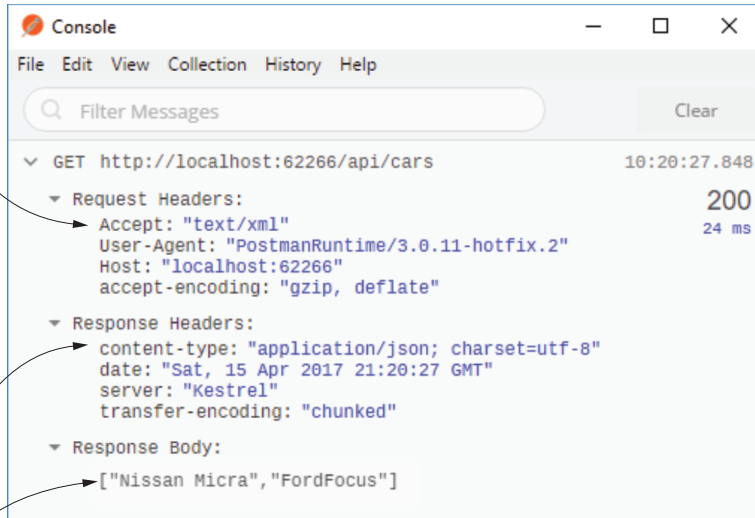 Console
File Edit View Collection History Help
Filter Messages Clear
GET http://localhost:62266/api/cars 10:20:27.848
Request Headers: 200
Accept: "text/xml" 24 ms
User-Agent: "PostmanRuntime/3.0.11-hotfix.2"
Host: "localhost:62266"
accept-encoding: "gzip, deflate"
Response Headers:
content-type: "application/json; charset=utf-8"
date: "Sat, 15 Apr 2017 21:20:27 GMT"
server: "Kestrel"
transfer-encoding: "chunked"
Response Body:
["Nissan Micra","FordFocus"]